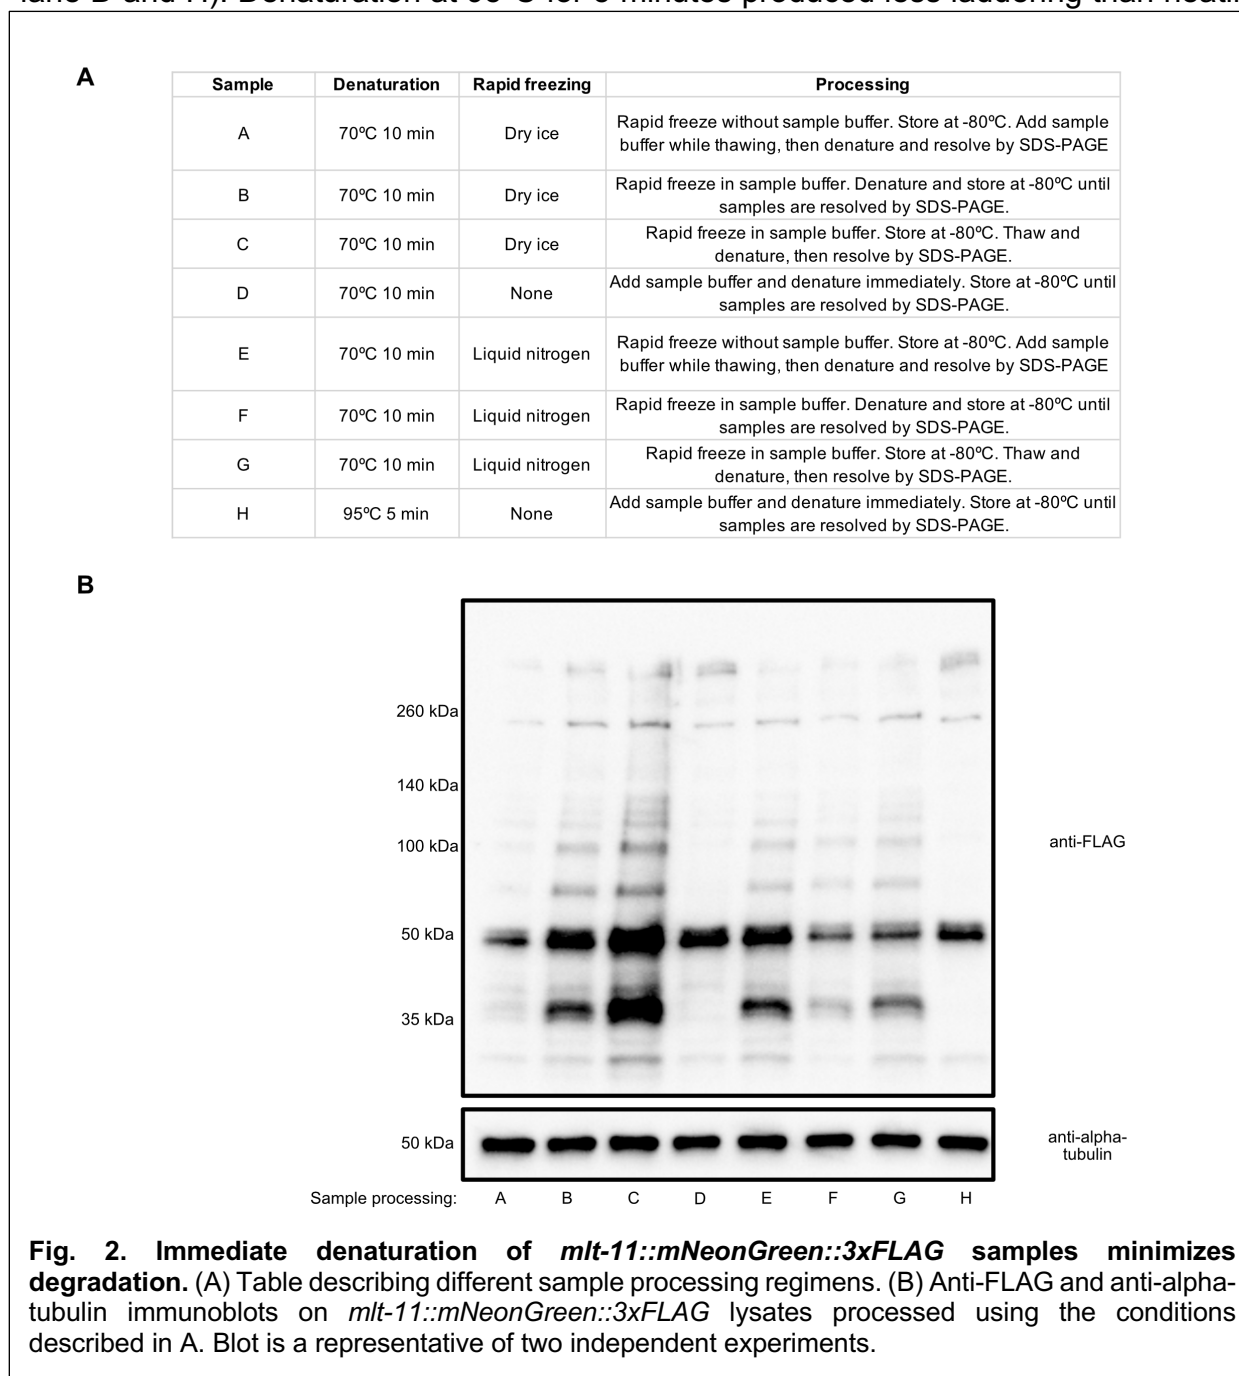 lane D and H). Denaturation at 95°C for 5 minutes produced less laddering than heatin
A
Sample Denaturation Rapid freezing Processing
A 70ºC 10 min Dry ice Rapid freeze without sample buffer. Store at -80ºC. Add sample
buffer while thawing, then denature and resolve by SDS-PAGE
B 70ºC 10 min Dry ice Rapid freeze in sample buffer. Denature and store at -80ºC until
samples are resolved by SDS-PAGE.
C 70ºC 10 min Dry ice Rapid freeze in sample buffer. Store at -80ºC. Thaw and
denature, then resolve by SDS-PAGE.
D 70ºC 10 min None Add sample buffer and denature immediately. Store at -80ºC until
samples are resolved by SDS-PAGE.
E 70ºC 10 min Liquid nitrogen Rapid freeze without sample buffer. Store at -80ºC. Add sample
buffer while thawing, then denature and resolve by SDS-PAGE
F 70ºC 10 min Liquid nitrogen Rapid freeze in sample buffer. Denature and store at -80ºC until
samples are resolved by SDS-PAGE.
G 70ºC 10 min Liquid nitrogen Rapid freeze in sample buffer. Store at -80ºC. Thaw and
denature, then resolve by SDS-PAGE.
H 95ºC 5 min None Add sample buffer and denature immediately. Store at -80ºC until
samples are resolved by SDS-PAGE.
B
260 kDa
140 kDa
100 kDa
anti-FLAG
50 kDa
35 kDa
50 kDa
anti-alpha-
tubulin
Sample processing: A B C D E F G H
Fig. 2. Immediate denaturation of mlt-11::mNeonGreen::3xFLAG samples minimizes
degradation. (A) Table describing different sample processing regimens. (B) Anti-FLAG and anti-alpha-
tubulin immunoblots on mlt-11::mNeonGreen::3xFLAG lysates processed using the conditions
described in A. Blot is a representative of two independent experiments.